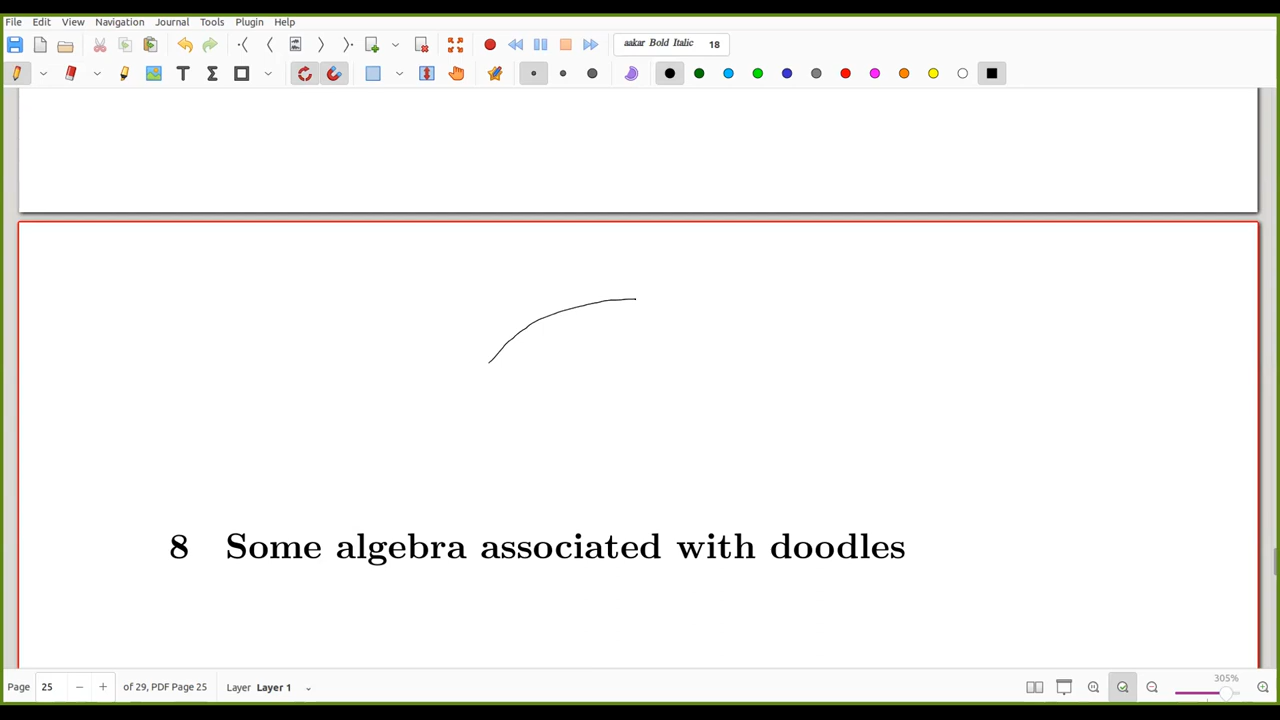 File Edit View Navigation Journal Tools Plugin Help
aakar Bold Italic 18
8 Some algebra associated with doodles
305%
Page 25 of 29, PDF Page 25 Layer Layer 1